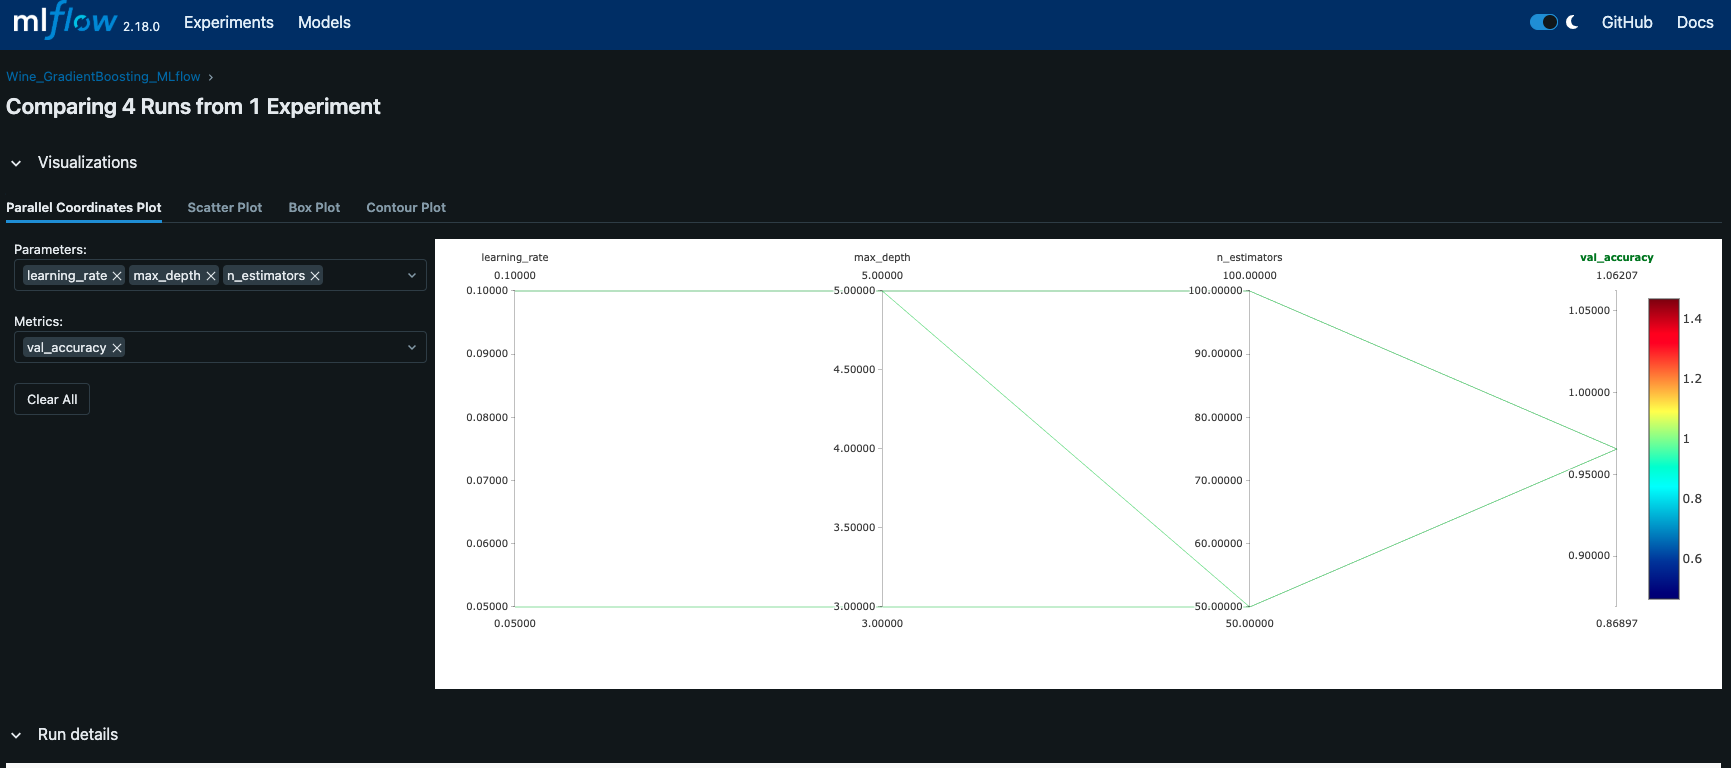 mlflow 2.18.0 Experiments Models GitHub Docs
Wine_GradientBoosting_MLflow ›
Comparing 4 Runs from 1 Experiment
Visualizations
Parallel Coordinates Plot Scatter Plot Box Plot Contour Plot
Parameters:
learning_rate max_depth n_estimators
Metrics:
val_accuracy
Clear All
learning_rate max_depth n_estimators val_accuracy
0.10000 5.00000 100.00000 1.06207
0.10000
0.09000
0.08000
0.07000
0.06000
0.05000
0.05000
5.00000
4.50000
4.00000
3.50000
3.00000
3.00000
100.00000
90.00000
80.00000
70.00000
60.00000
50.00000
50.00000
1.05000
1.00000
0.95000
0.90000
0.86897
1.4
1.2
1
0.8
0.6
Run details